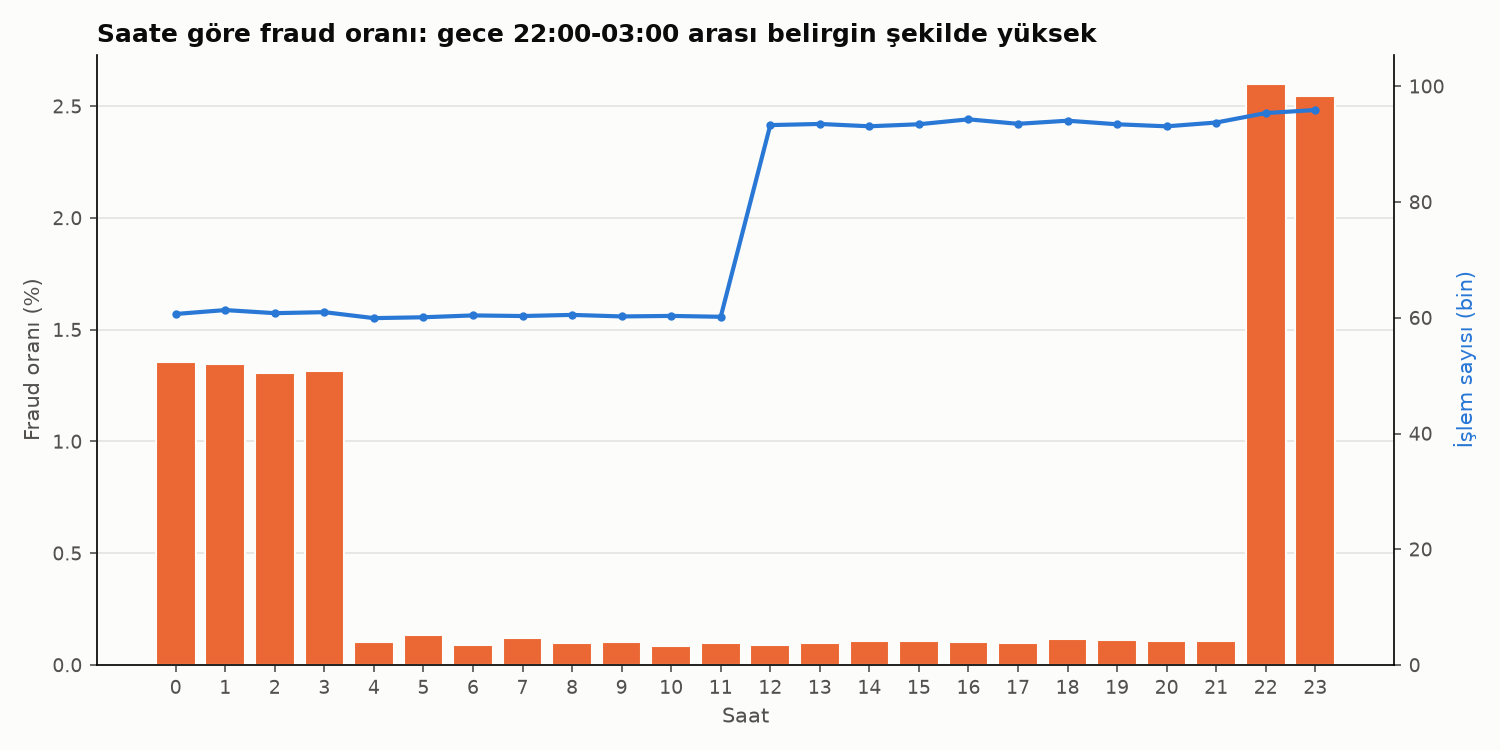 Saate göre fraud oranı: gece 22:00-03:00 arası belirgin şekilde yüksek
Fraud oranı (%)
2.5
2.0
1.5
1.0
0.5
0.0
100
80
60
40
20
0
İşlem sayısı (bin)
0 1 2 3 4 5 6 7 8 9 10 11 12 13 14 15 16 17 18 19 20 21 22 23
Saat